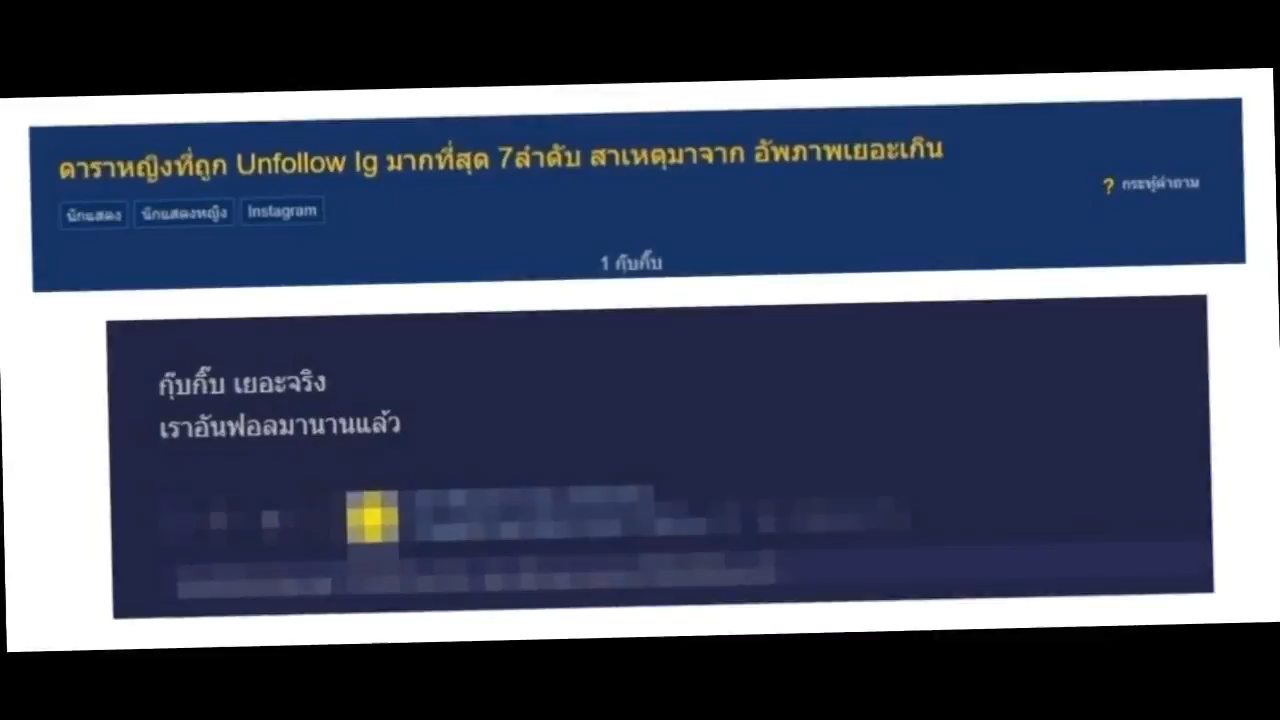 ดาราหญิงที่ถูก Unfollow Ig มากที่สุด 7ลำดับ สาเหตุมาจาก อัพภาพเยอะเกิน
? กระทู้คำถาม
นักแสดง นักแสดงหญิง Instagram
1 กุ๊บกิ๊บ
กุ๊บกิ๊บ เยอะจริง
เราอันฟอลมานานแล้ว